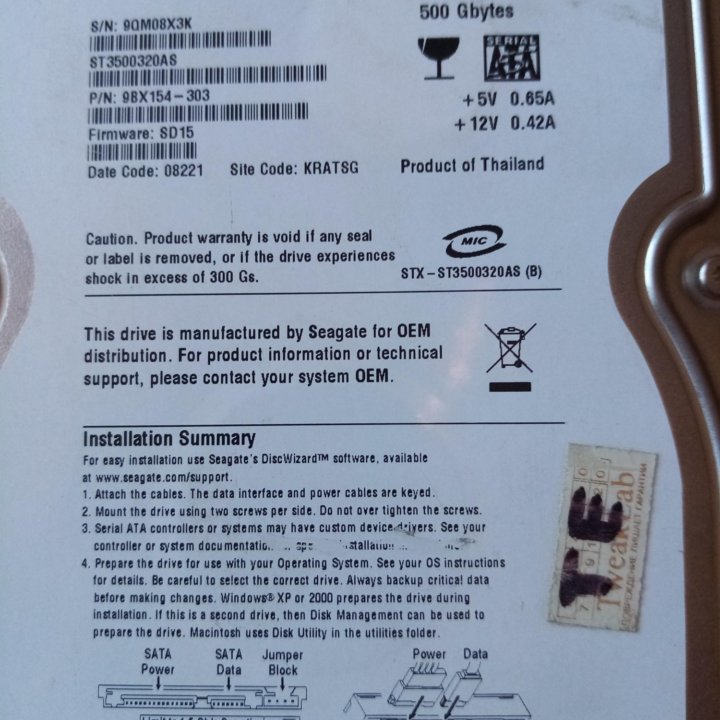 S/N: 9QM08X3K
500 Gbytes
ST3500320AS
SERIAL
ATA
P/N: 9BX154-303
+5V 0.65A
+12V 0.42A
Firmware: SD15
Date Code: 08221 Site Code: KRATSG Product of Thailand
Caution. Product warranty is void if any seal
or label is removed, or if the drive experiences
shock in excess of 300 Gs.
MIC
STX-ST3500320AS (B)
This drive is manufactured by Seagate for OEM
distribution. For product information or technical
support, please contact your system OEM.
Installation Summary
For easy installation use Seagate's DiscWizard™ software, available
at www.seagate.com/support.
1. Attach the cables. The data interface and power cables are keyed.
2. Mount the drive using two screws per side. Do not over tighten the screws.
3. Serial ATA controllers or systems may have custom device drivers. See your
controller or system
4. Prepare the drive for use with your Operating System. See your OS instructions
for details. Be careful to select the correct drive. Always backup critical data
before making changes. Windows® XP or 2000 prepares the drive during
installation. If this is a second drive, then Disk Management can be used to
prepare the drive. Macintosh uses Disk Utility in the utilities folder.
SATA Power
SATA Data
Jumper Block
Power Data
ПОВРЕЖДЕНИЕ ЛИШАЕТ ГАРАНТИИ